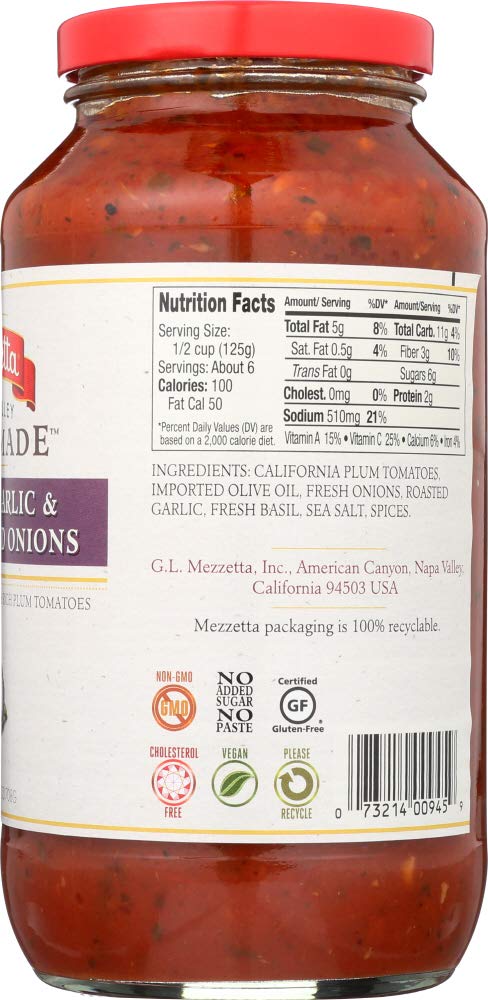 etta
LEY
MADE™
ARLIC &
D ONIONS
RICH PLUM TOMATOES
Nutrition Facts
Serving Size:
1/2 cup (125g)
Servings: About 6
Calories: 100
Fat Cal 50
*Percent Daily Values (DV) are
based on a 2,000 calorie diet.
Amount/ Serving %DV* Amount/Serving %DV*
Total Fat 5g 8% Total Carb. 11g 4%
Sat. Fat 0.5g 4% Fiber 3g 10%
Trans Fat 0g Sugars 6g
Cholest. 0mg 0% Protein 2g
Sodium 510mg 21%
Vitamin A 15% • Vitamin C 25% • Calcium 6% • Iron 4%
INGREDIENTS: CALIFORNIA PLUM TOMATOES,
IMPORTED OLIVE OIL, FRESH ONIONS, ROASTED
GARLIC, FRESH BASIL, SEA SALT, SPICES.
G.L. Mezzetta, Inc., American Canyon, Napa Valley,
California 94503 USA
Mezzetta packaging is 100% recyclable.
NON-GMO
GMO
NO
ADDED
SUGAR
NO
PASTE
Certified
GF
Gluten-Free®
CHOLESTEROL
FREE
VEGAN
PLEASE
RECYCLE
0 73214 00945 9